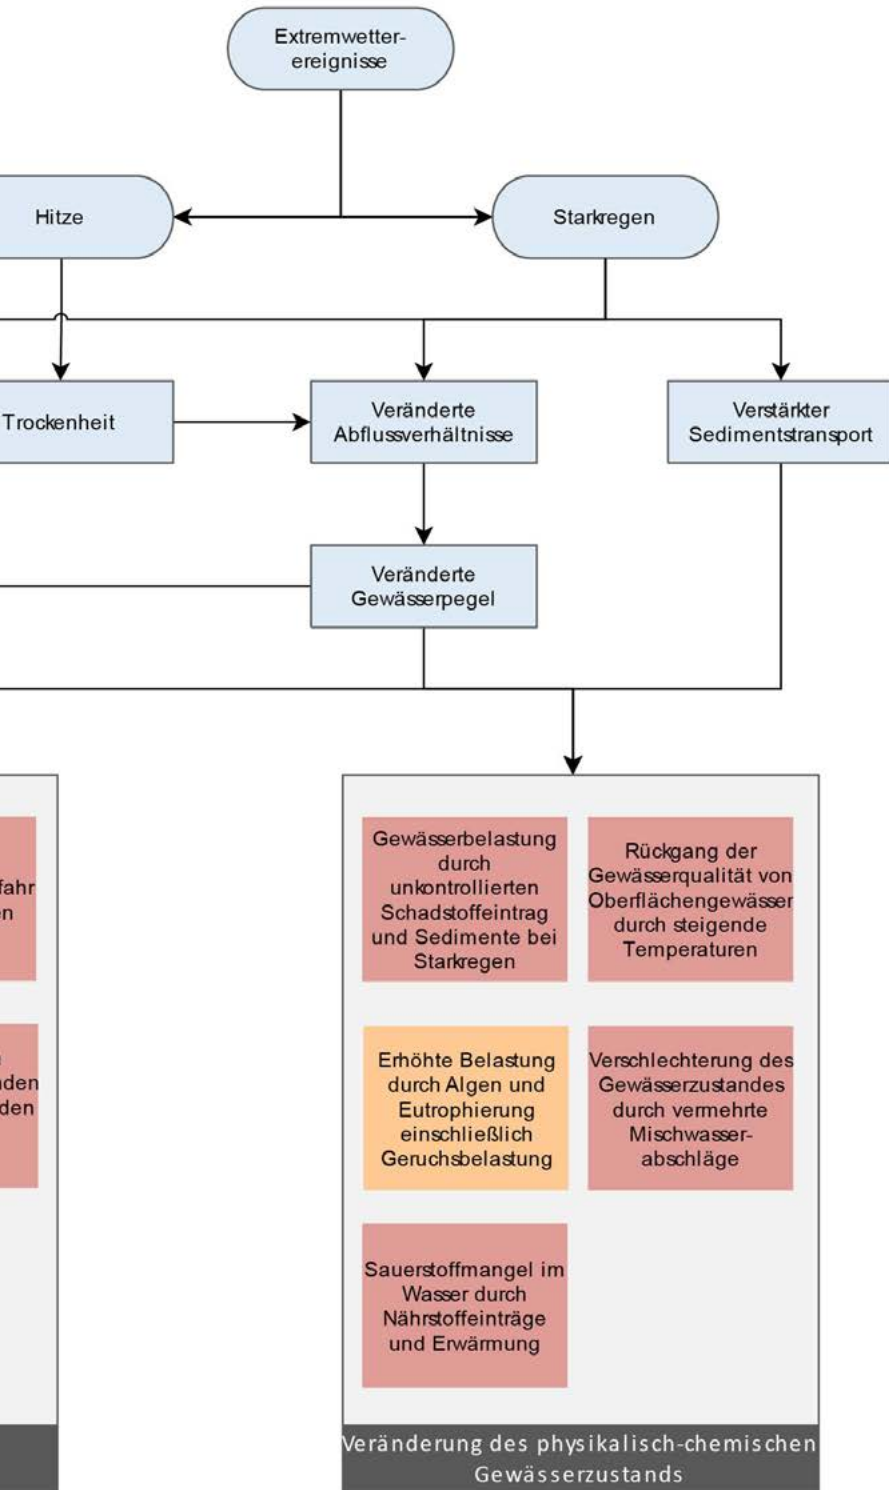 Extremwetter-
ereignisse
Hitze
Starkregen
Trockenheit
Veränderte
Abflussverhältnisse
Verstärkter
Sedimentstransport
Veränderte
Gewässerpegel
Gewässerbelastung
durch
unkontrollierten
Schadstoffeintrag
und Sedimente bei
Starkregen
Rückgang der
Gewässerqualität von
Oberflächengewässer
durch steigende
Temperaturen
Erhöhte Belastung
durch Algen und
Eutrophierung
einschließlich
Geruchsbelastung
Verschlechterung des
Gewässerzustandes
durch vermehrte
Mischwasser-
abschläge
Sauerstoffmangel im
Wasser durch
Nährstoffeinträge
und Erwärmung
Veränderung des physikalisch-chemischen
Gewässerzustands